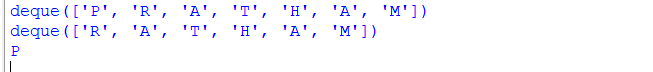 deque(['P', 'R', 'A', 'T', 'H', 'A', 'M'])
deque(['R', 'A', 'T', 'H', 'A', 'M'])
P